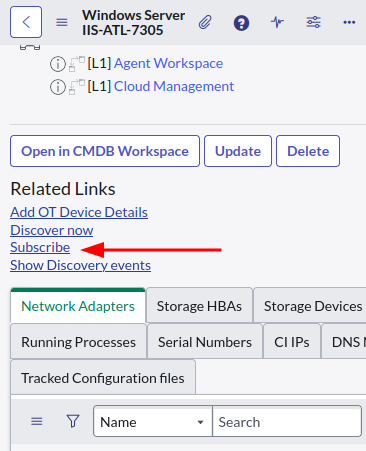 Windows Server
IIS-ATL-7305
[L1] Agent Workspace
[L1] Cloud Management
Open in CMDB Workspace Update Delete
Related Links
Add OT Device Details
Discover now
Subscribe
Show Discovery events
Network Adapters Storage HBAs Storage Devices
Running Processes Serial Numbers CI IPs DNS
Tracked Configuration files
Name Search